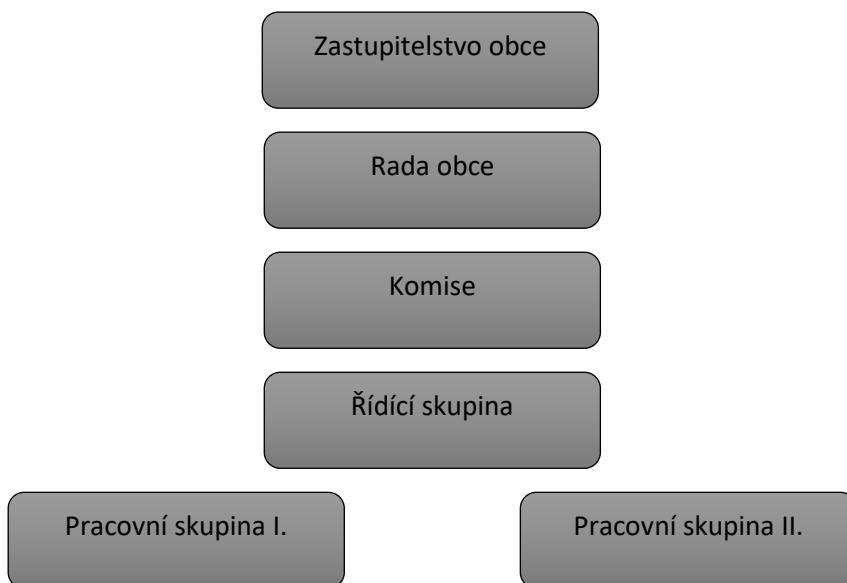 Zastupitelstvo obce
Rada obce
Komise
Řídící skupina
Pracovní skupina I.
Pracovní skupina II.